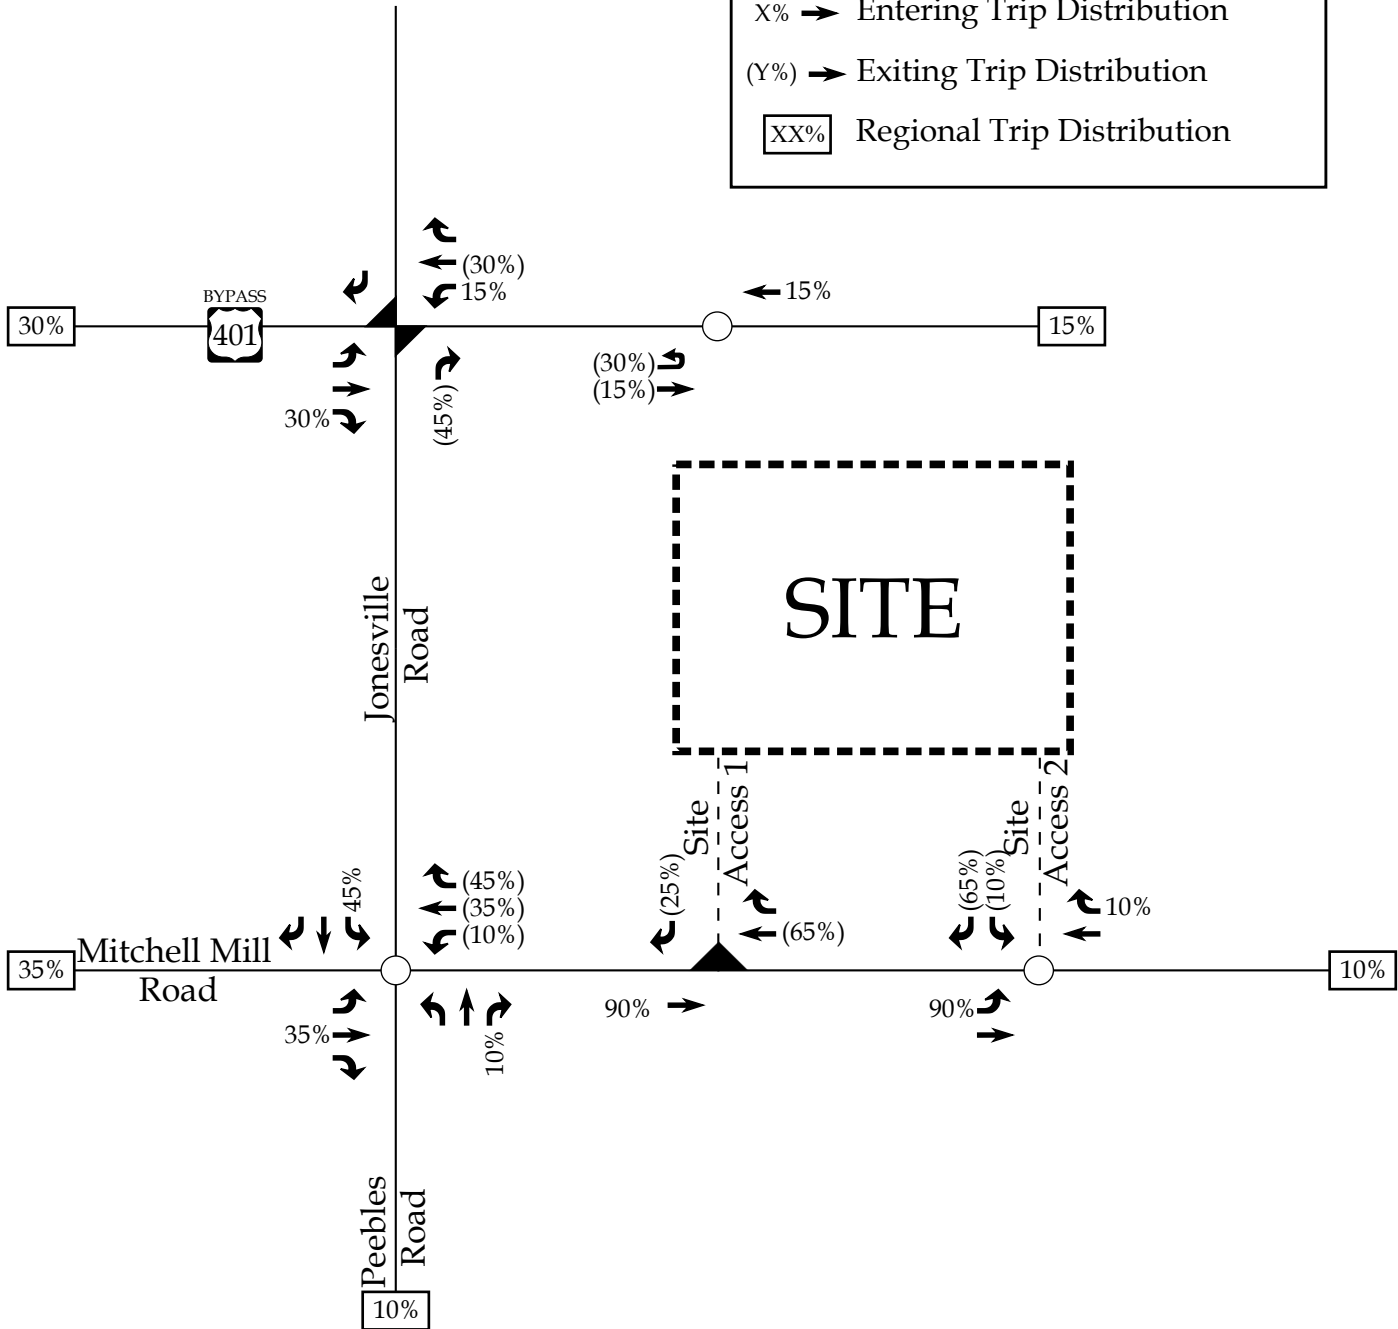 X% Entering Trip Distribution
(Y%) Exiting Trip Distribution
XX% Regional Trip Distribution
(30%)
15%
15%
BYPASS
401
30%
15%
30%
(45%)
(30%)
(15%)
SITE
Jonesville
Road
Site
Access 1
Site
Access 2
45%
(45%)
(35%)
(10%)
(25%)
(65%)
(65%)
(10%)
10%
35%
Mitchell Mill
Road
10%
35%
10%
90%
90%
Peebles
Road
10%